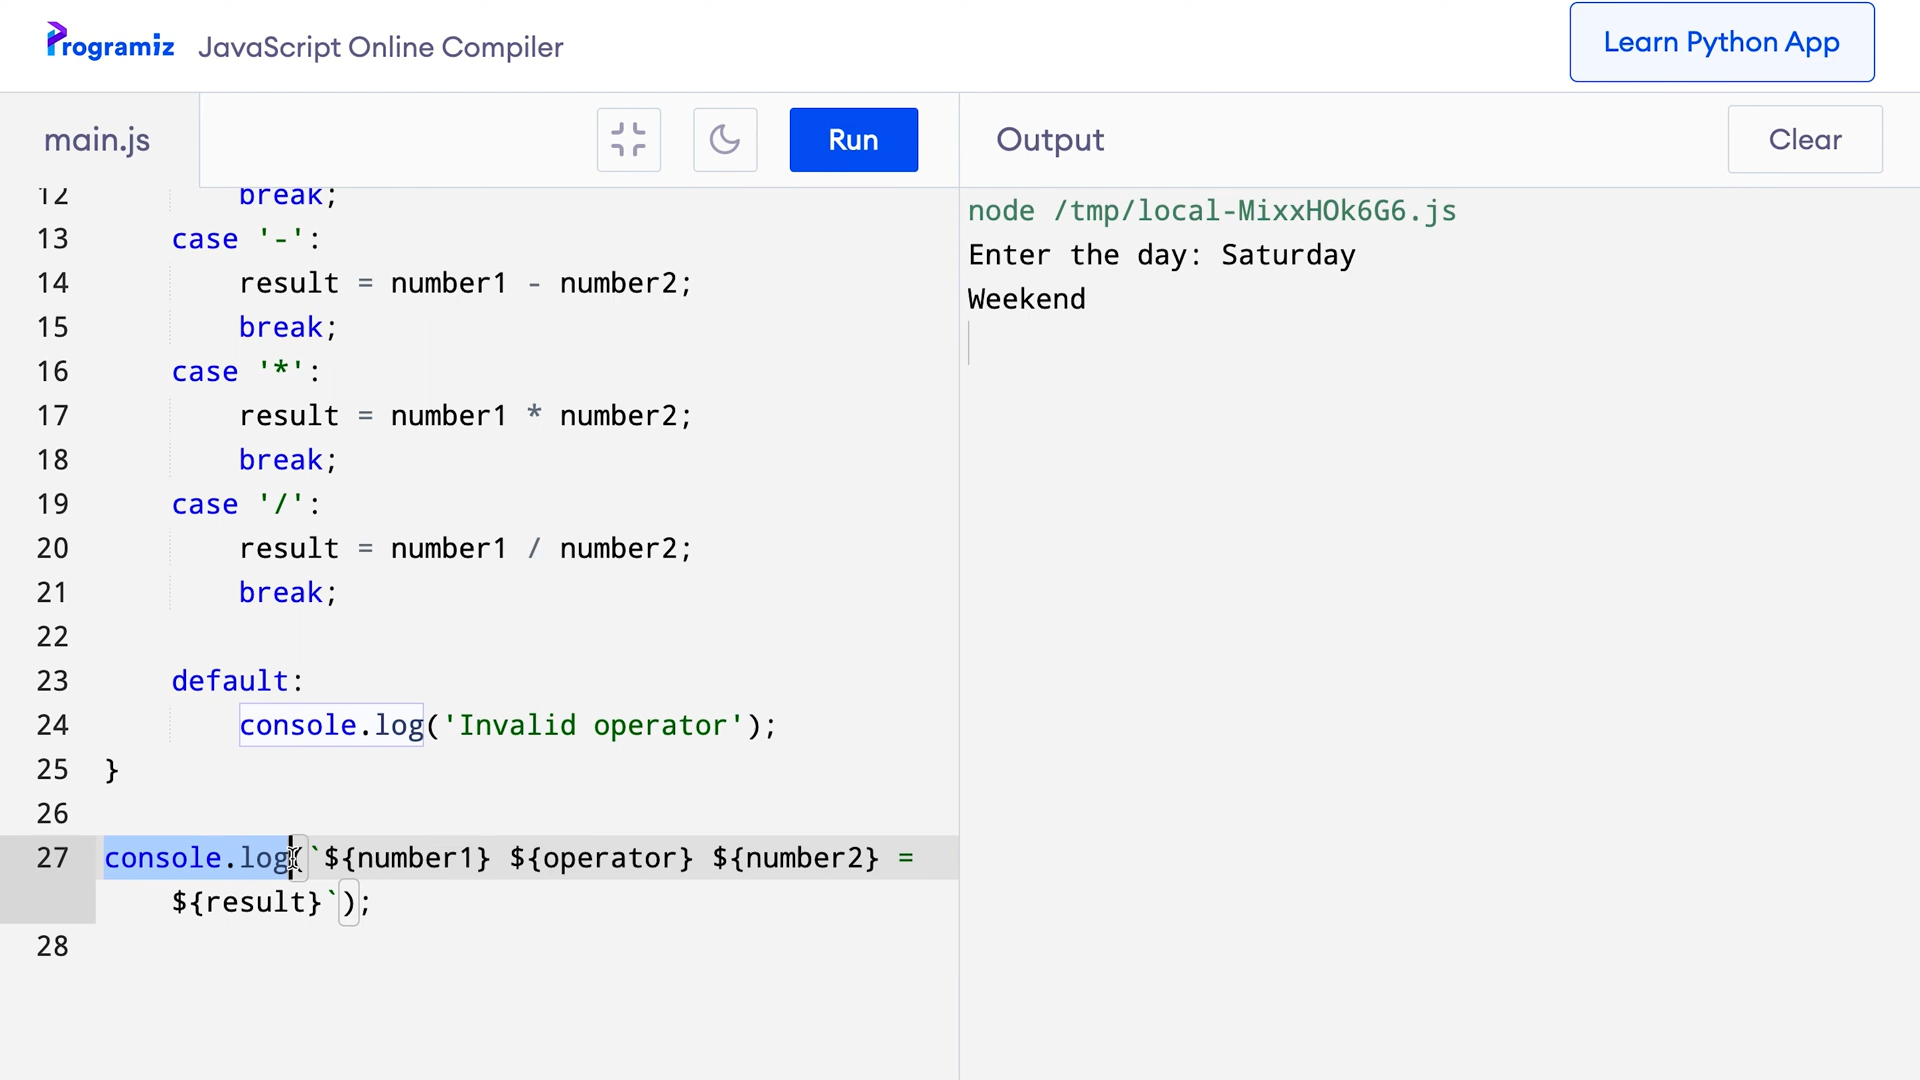 Programiz JavaScript Online Compiler
Learn Python App
main.js
Run
Output
Clear
12 break;
13 case '-':
14 result = number1 - number2;
15 break;
16 case '*':
17 result = number1 * number2;
18 break;
19 case '/':
20 result = number1 / number2;
21 break;
22
23 default:
24 console.log('Invalid operator');
25 }
26
27 console.log(`${number1} ${operator} ${number2} =
${result}`);
28
node /tmp/local-MixxHOk6G6.js
Enter the day: Saturday
Weekend